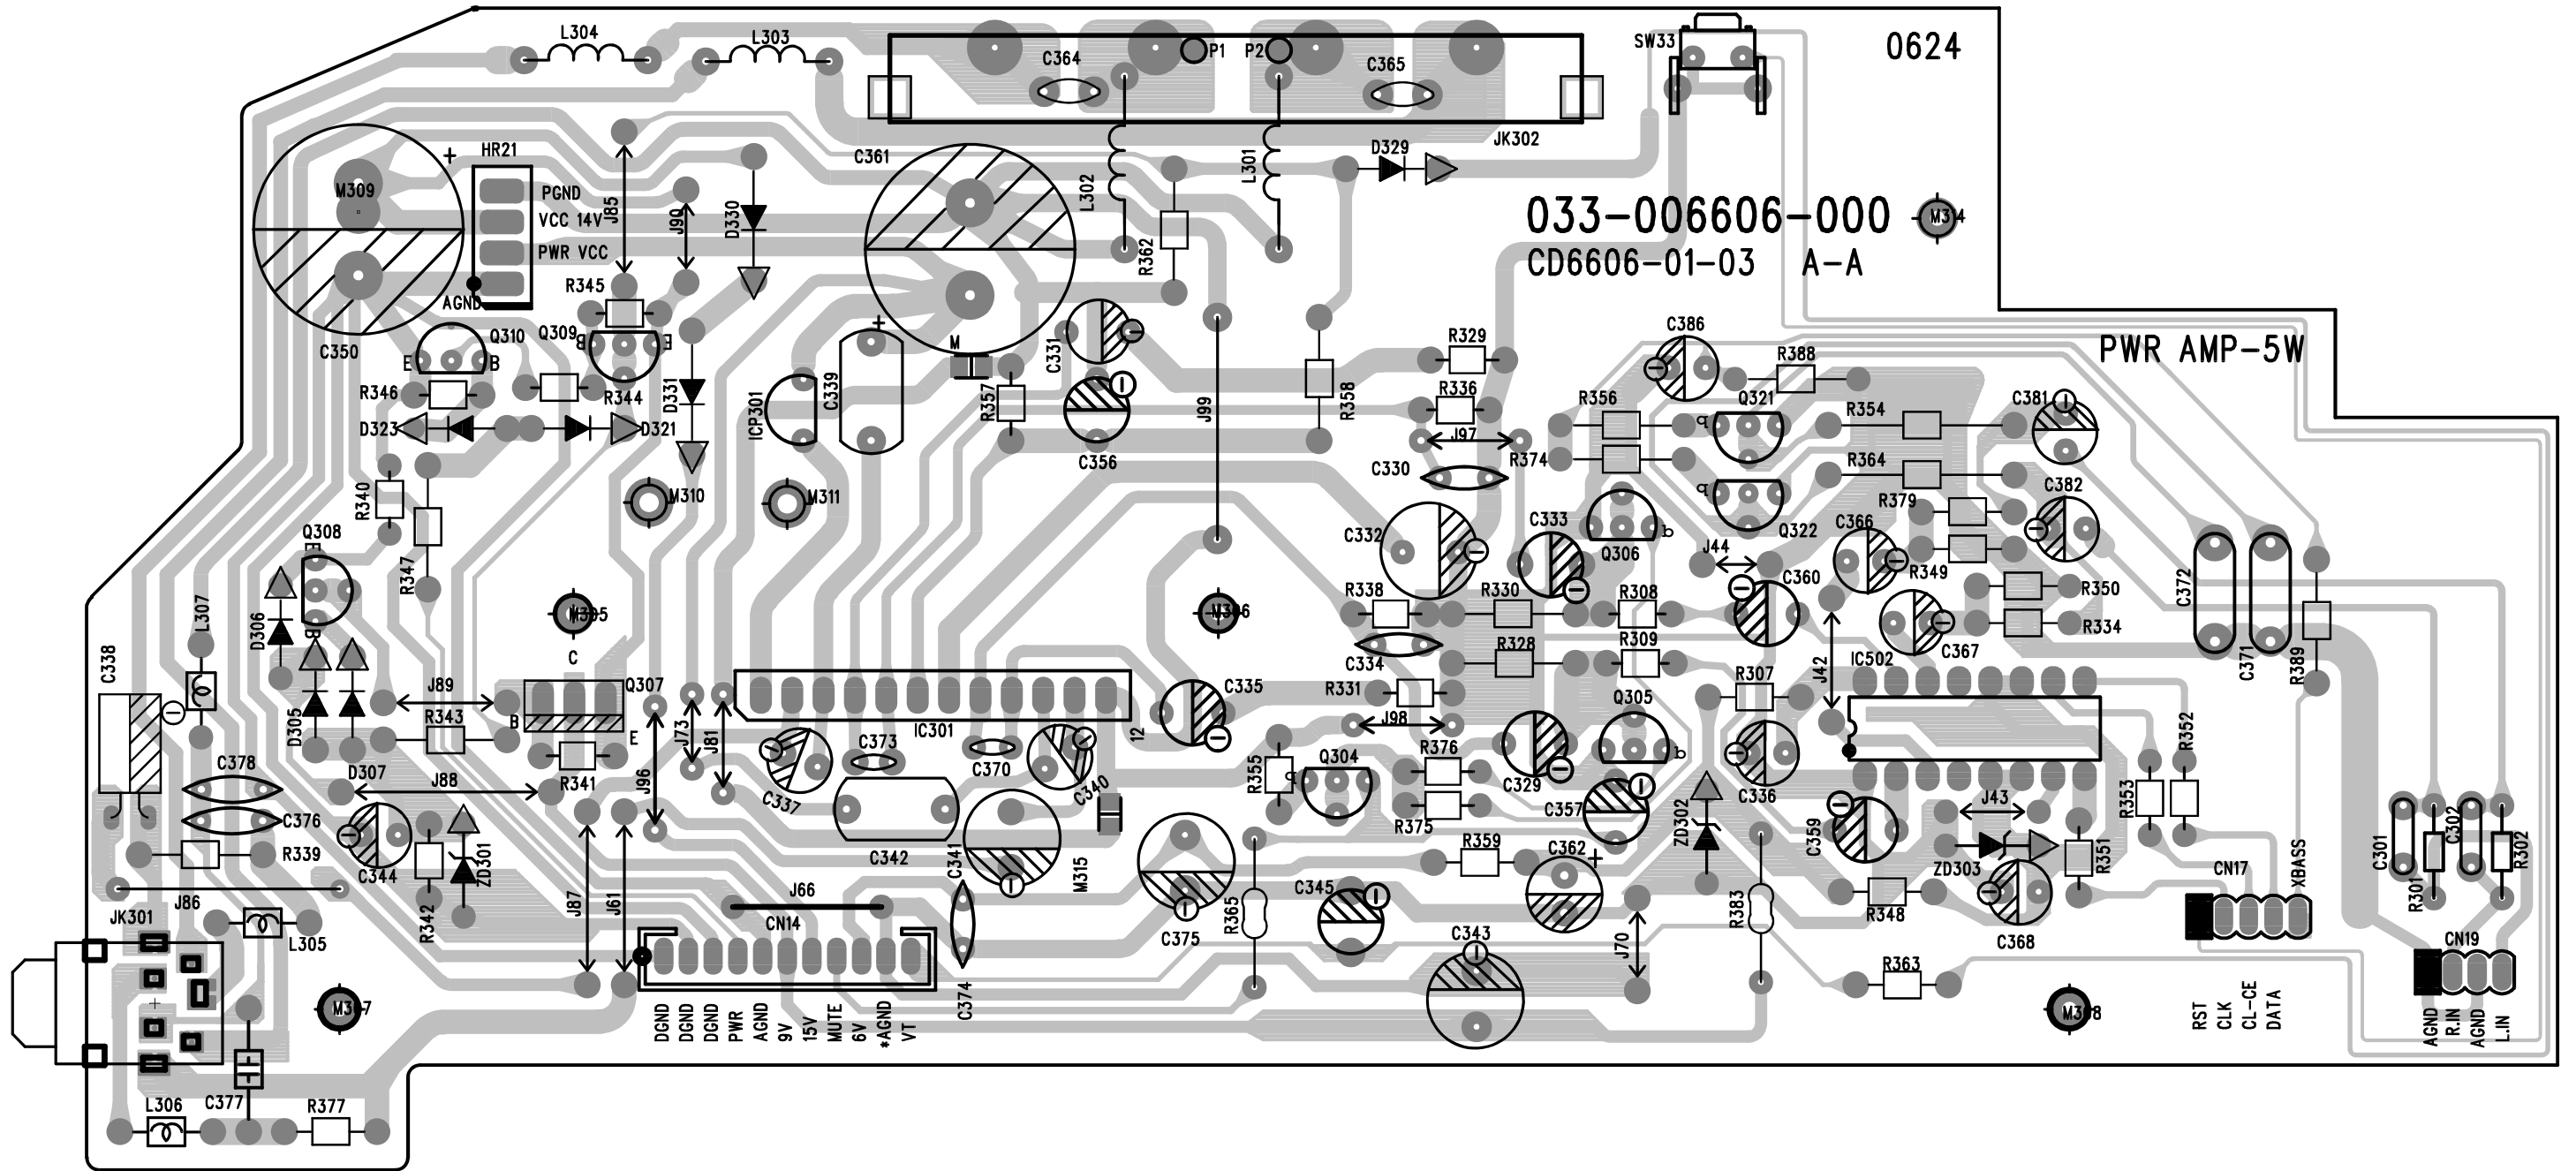 L304
L303
C364
P1
P2
C365
SW33
0624
HR21
C361
JK302
D329
M309
PGND
VCC 14V
PWR VCC
AGND
J85
J90
D330
L302
L301
R362
033-006606-000
M314
CD6606-01-03 A-A
R345
C350
Q310
Q309
E
B
B
E
M
C331
R329
C386
R388
PWR AMP-5W
R346
R344
D331
ICP301
C339
R357
J99
R358
R336
R356
Q321
R354
C381
D323
D321
C356
J97
R374
R364
C330
R340
M310
M311
R379
C382
Q308
E
R347
C332
C333
Q306
Q322
C366
J44
R349
C372
L307
D306
B
M305
M306
R338
R330
R308
C360
R350
R334
C338
C
C334
R328
R309
IC502
C367
C371
R389
J89
Q307
B
E
R331
R307
J42
C335
Q305
D305
R343
J73
J81
IC301
12
J98
R352
C378
D307
J88
R341
J96
C373
C370
R355
Q304
R376
C337
C340
C329
C357
C336
R353
C376
R375
ZD302
C359
J43
R339
C344
R342
ZD301
C342
C341
M315
R359
C362
ZD303
R351
C301
R301
C302
R302
J86
JK301
L305
J87
J61
J66
CN14
C375
R365
C345
R383
R348
CN17
XBASS
C374
C343
J70
C368
CN19
R363
M307
M308
DGND
DGND
DGND
PWR
AGND
9V
15V
MUTE
6V
*AGND
VT
RST
CLK
CL-CE
DATA
AGND
R.IN
AGND
L.IN
L306
C377
R377